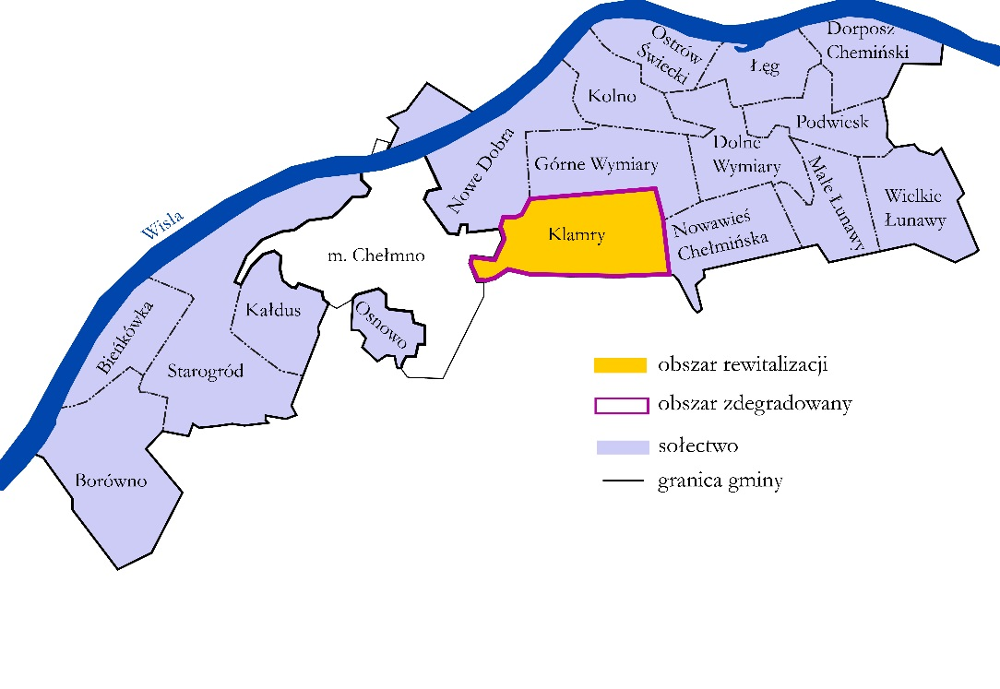 Dorposz
Chemiński
Ostrów
Świecki
Łęg
Kolno
Podwiesk
Dolne
Wymiary
Górne Wymiary
Nowe Dobra
Małe Łunawy
Wielkie
Łunawy
Wisła
Nowawieś
Chełmińska
Klamry
m. Chełmno
Kałdus
Osnowo
Bieńkówka
Starogród
Borówno
obszar rewitalizacji
obszar zdegradowany
sołectwo
granica gminy